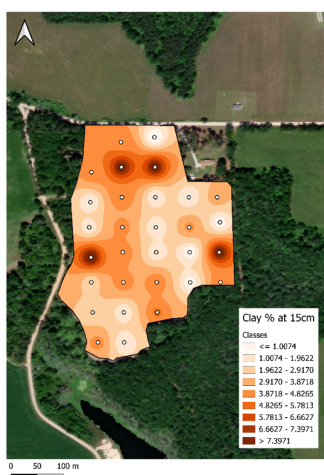 Clay % at 15cm
Classes
<= 1.0074
1.0074 - 1.9622
1.9622 - 2.9170
2.9170 - 3.8718
3.8718 - 4.8265
4.8265 - 5.7813
5.7813 - 6.6627
6.6627 - 7.3971
> 7.3971
0 50 100 m